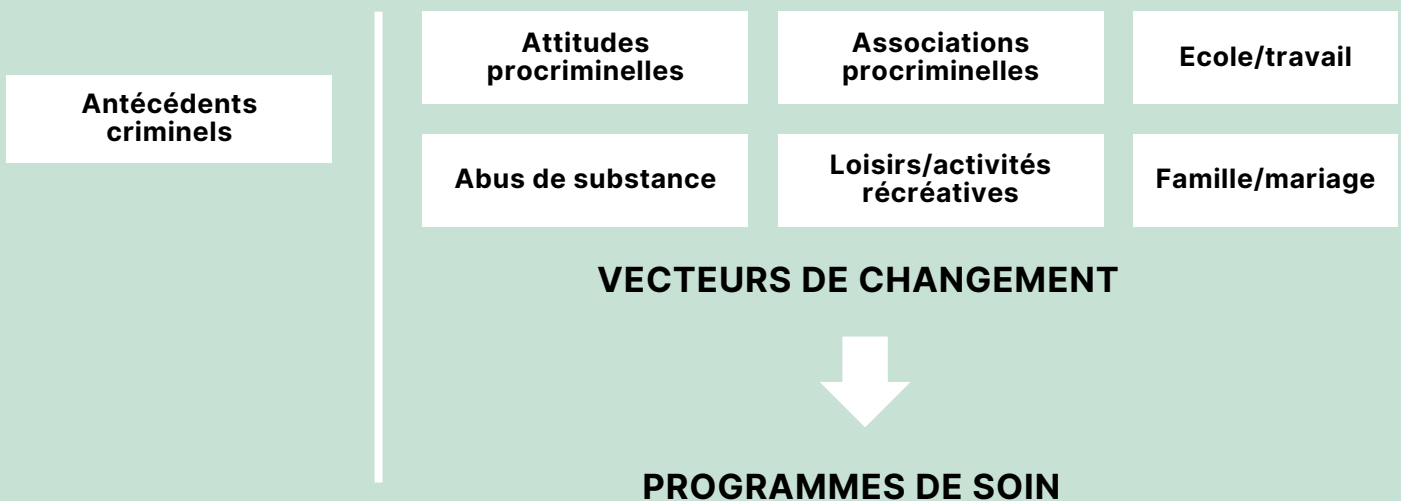 Antécédents
criminels
Attitudes
procriminelles
Associations
procriminelles
Ecole/travail
Abus de substance
Loisirs/activités
récréatives
Famille/mariage
VECTEURS DE CHANGEMENT
PROGRAMMES DE SOIN